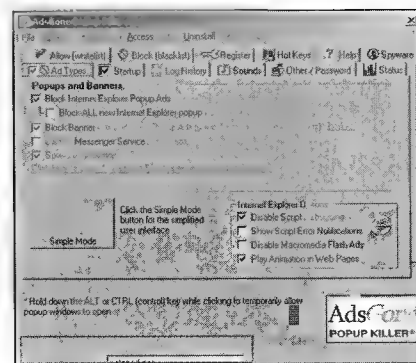 File Access Uninstall
Allow (whitelist) Block (blacklist) Register Hot Keys ? Help Spyware
Ad Types Startup Log History Sounds Other / Password Status
Popups and Banners
Block Internet Explorer Popup Ads
Block ALL new Internet Explorer popup
Block Banner
Messenger Service
Click the Simple Mode
button for the simplified
user interface
Simple Mode
Internet Explorer
Disable Script
Show Script Error Notifications
Disable Macromedia Flash Ads
Play Animation in Web Pages
* Hold down the ALT or CTRL (control) key while clicking to temporarily allow
popup windows to open
POPUP KILLER